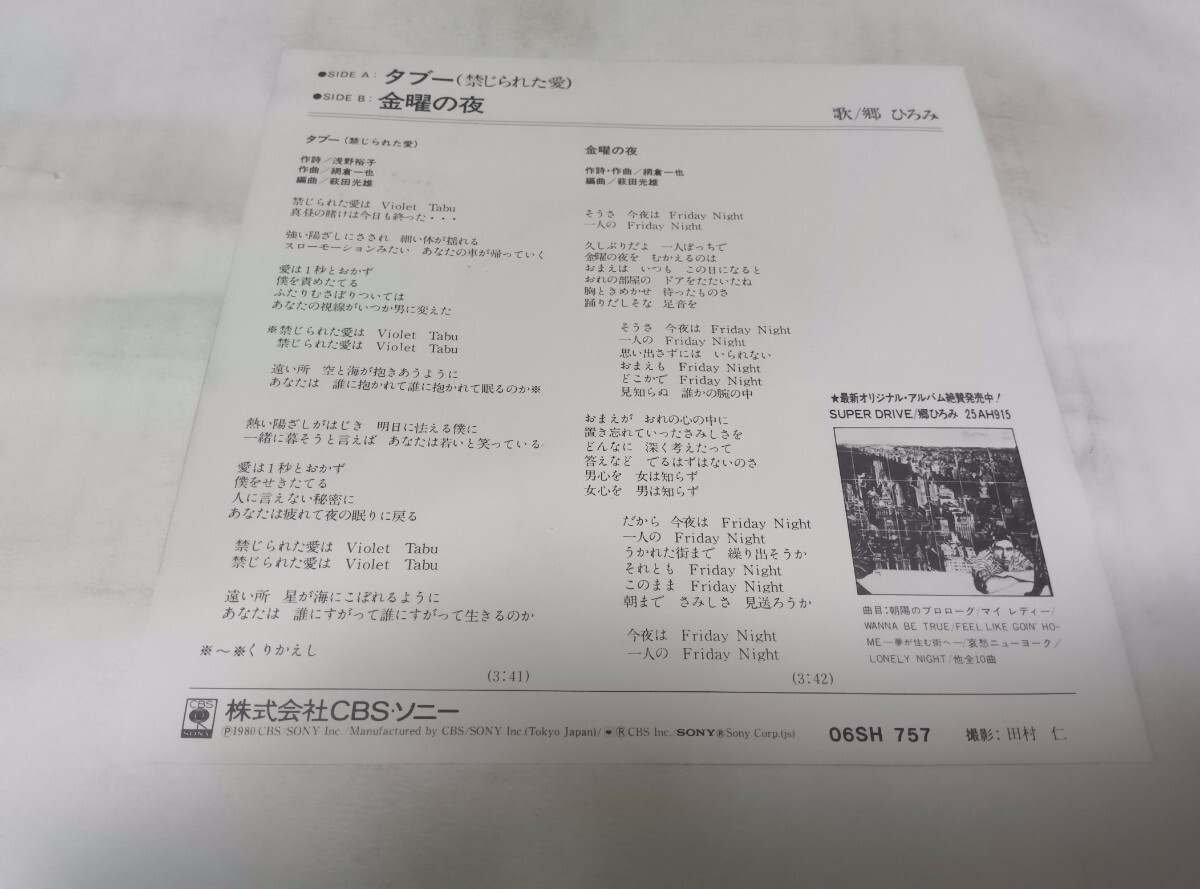 ●SIDE A: タブー(禁じられた愛)
●SIDE B: 金曜の夜
歌/郷 ひろみ
タブー(禁じられた愛)
作詩/浅野裕子
作曲/網倉一也
編曲/萩田光雄
禁じられた愛は Violet Tabu
真昼の賭けは今日も終った・・・
強い陽ざしにさされ 細い体が揺れる
スローモーションみたい あなたの車が帰っていく
愛は1秒とおかず
僕を責めたてる
ふたりむさぼりついては
あなたの視線がいつか男に変えた
※禁じられた愛は Violet Tabu
禁じられた愛は Violet Tabu
遠い所 空と海が抱きあうように
あなたは 誰に抱かれて誰に抱かれて眠るのか※
熱い陽ざしがはじき 明日に怯える僕に
一緒に暮そうと言えば あなたは若いと笑っている
愛は1秒とおかず
僕をせきたてる
人に言えない秘密に
あなたは疲れて夜の眠りに戻る
禁じられた愛は Violet Tabu
禁じられた愛は Violet Tabu
遠い所 星が海にこぼれるように
あなたは 誰にすがって誰にすがって生きるのか
※～※くりかえし
(3:41)
金曜の夜
作詩・作曲/網倉一也
編曲/萩田光雄
そうさ 今夜は Friday Night
一人の Friday Night
久しぶりだよ 一人ぼっちで
金曜の夜を むかえるのは
おまえは いつも この日になると
おれの部屋の ドアをたたいたね
胸ときめかせ 待ったものさ
踊りだしそな 足音を
そうさ 今夜は Friday Night
一人の Friday Night
思い出さずには いられない
おまえも Friday Night
どこかで Friday Night
見知らぬ 誰かの腕の中
おまえが おれの心の中に
置き忘れていったさみしさを
どんなに 深く考えたって
答えなど でるはずはないのさ
男心を 女は知らず
女心を 男は知らず
だから 今夜は Friday Night
一人の Friday Night
うかれた街まで 繰り出そうか
それとも Friday Night
このまま Friday Night
朝まで さみしさ 見送ろうか
今夜は Friday Night
一人の Friday Night
(3:42)
★最新オリジナル・アルバム絶賛発売中!
SUPER DRIVE/郷ひろみ 25AH915
曲目:朝陽のプロローグ/マイ レディー/
WANNA BE TRUE/FEEL LIKE GOIN' HO-
ME—夢が住む街へ—/哀愁ニューヨーク/
LONELY NIGHT/他全10曲
CBS
SONY
株式会社CBS・ソニー
Ⓟ1980 CBS/SONY Inc./Manufactured by CBS/SONY Inc.(Tokyo Japan)/ Ⓡ CBS Inc./SONY Ⓡ Sony Corp.(js)
06SH 757
撮影:田村 仁